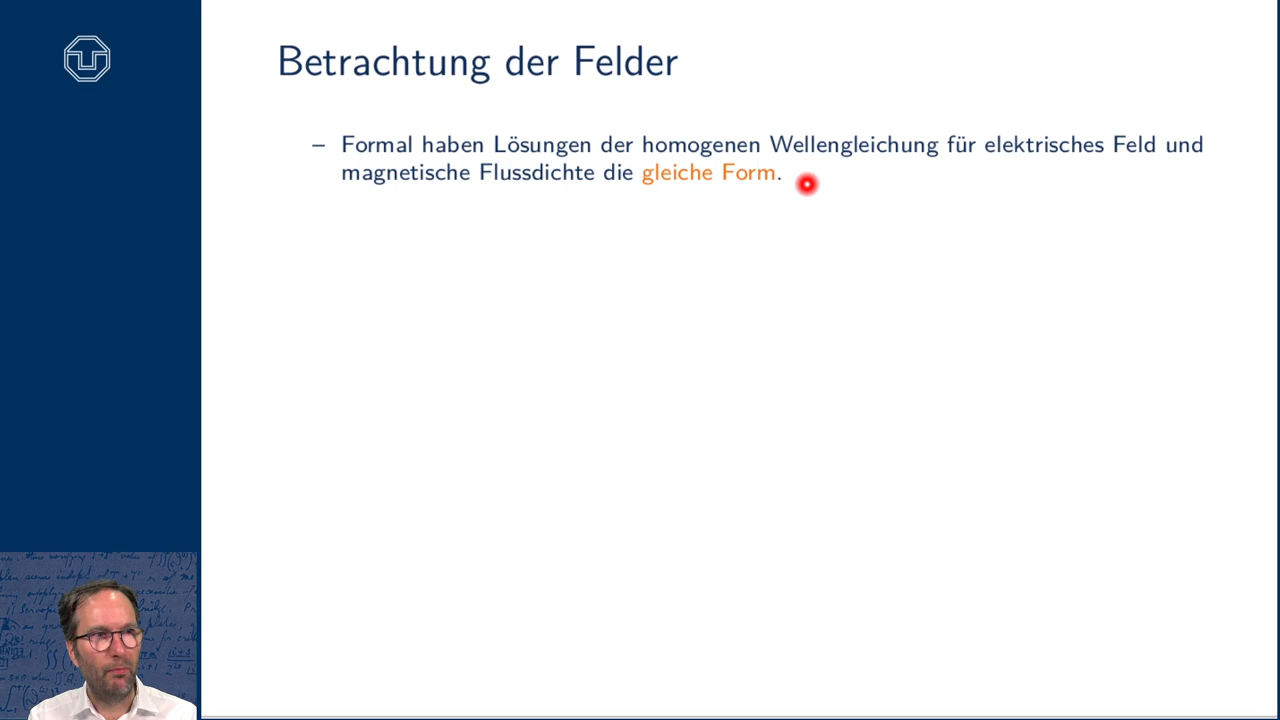 Betrachtung der Felder
– Formal haben Lösungen der homogenen Wellengleichung für elektrisches Feld und
magnetische Flussdichte die gleiche Form.